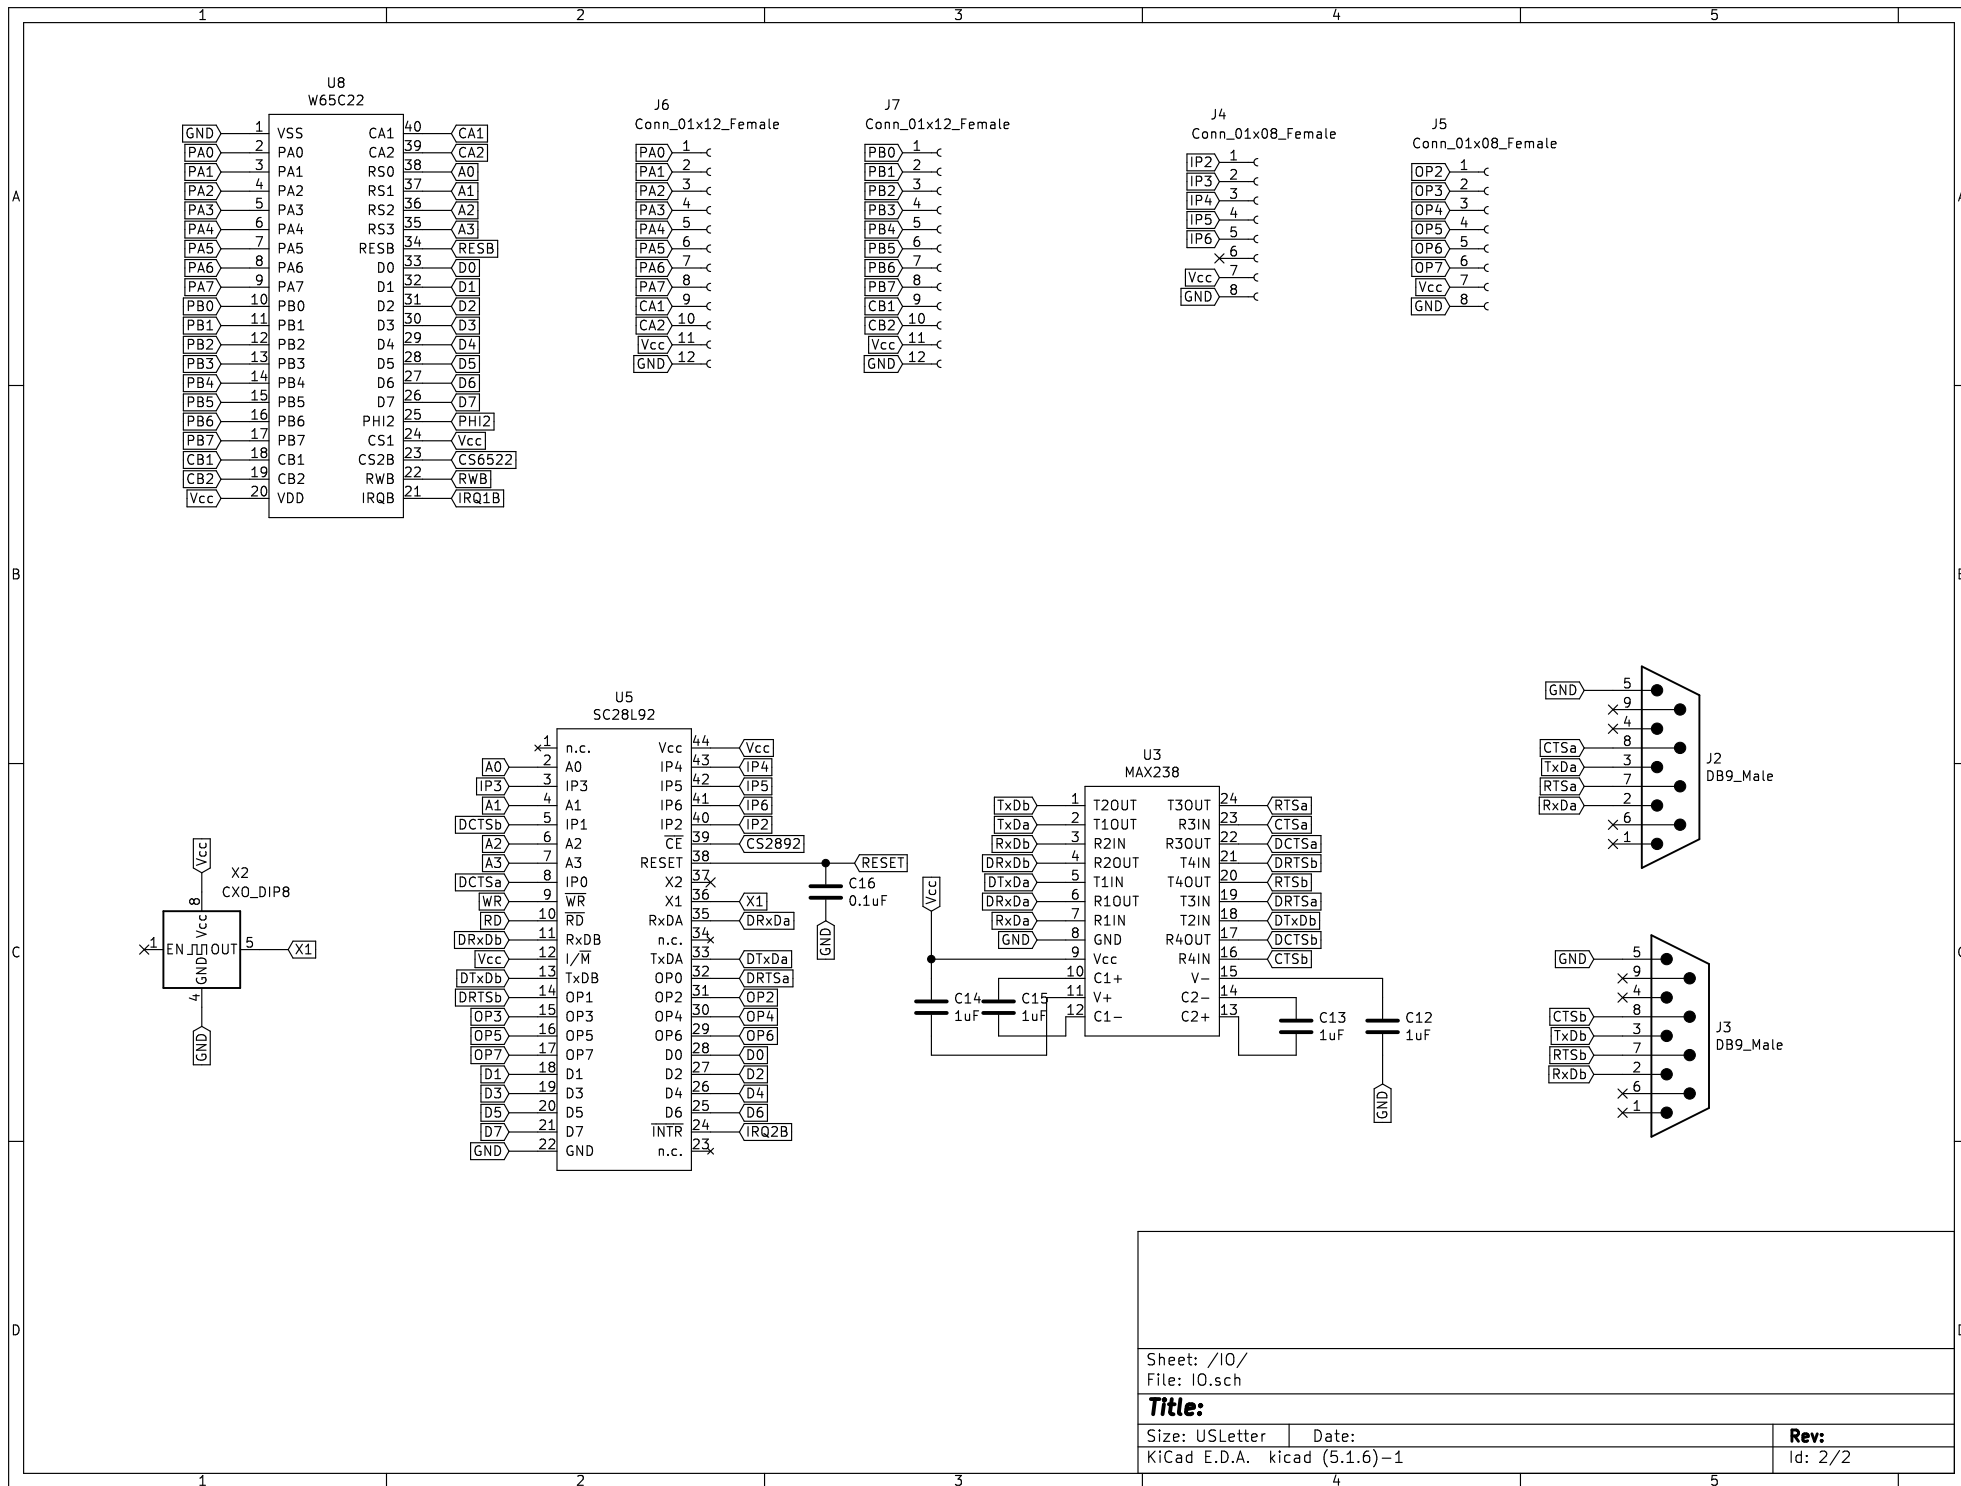 1 2 3 4 5
A
B
C
D
U8
W65C22
GND 1 VSS CA1 40 CA1
PA0 2 PA0 CA2 39 CA2
PA1 3 PA1 RS0 38 A0
PA2 4 PA2 RS1 37 A1
PA3 5 PA3 RS2 36 A2
PA4 6 PA4 RS3 35 A3
PA5 7 PA5 RESB 34 RESB
PA6 8 PA6 D0 33 D0
PA7 9 PA7 D1 32 D1
PB0 10 PB0 D2 31 D2
PB1 11 PB1 D3 30 D3
PB2 12 PB2 D4 29 D4
PB3 13 PB3 D5 28 D5
PB4 14 PB4 D6 27 D6
PB5 15 PB5 D7 26 D7
PB6 16 PB6 PHI2 25 PHI2
PB7 17 PB7 CS1 24 Vcc
CB1 18 CB1 CS2B 23 CS6522
CB2 19 CB2 RWB 22 RWB
Vcc 20 VDD IRQB 21 IRQ1B
J6
Conn_01x12_Female
PA0 1
PA1 2
PA2 3
PA3 4
PA4 5
PA5 6
PA6 7
PA7 8
CA1 9
CA2 10
Vcc 11
GND 12
J7
Conn_01x12_Female
PB0 1
PB1 2
PB2 3
PB3 4
PB4 5
PB5 6
PB6 7
PB7 8
CB1 9
CB2 10
Vcc 11
GND 12
J4
Conn_01x08_Female
IP2 1
IP3 2
IP4 3
IP5 4
IP6 5
6
Vcc 7
GND 8
J5
Conn_01x08_Female
OP2 1
OP3 2
OP4 3
OP5 4
OP6 5
OP7 6
Vcc 7
GND 8
Vcc
X2
CXO_DIP8
8
Vcc
1 EN OUT 5 X1
GND
4
GND
U5
SC28L92
1 n.c. Vcc 44 Vcc
A0 2 A0 IP4 43 IP4
IP3 3 IP3 IP5 42 IP5
A1 4 A1 IP6 41 IP6
DCTSb 5 IP1 IP2 40 IP2
A2 6 A2 CE 39 CS2892
A3 7 A3 RESET 38 RESET
DCTSa 8 IP0 X2 37
WR 9 WR X1 36 X1
RD 10 RD RxDA 35 DRxDa
DRxDb 11 RxDB n.c. 34
Vcc 12 I/M TxDA 33 DTxDa
DTxDb 13 TxDB OP0 32 DRTSa
DRTSb 14 OP1 OP2 31 OP2
OP3 15 OP3 OP4 30 OP4
OP5 16 OP5 OP6 29 OP6
OP7 17 OP7 D0 28 D0
D1 18 D1 D2 27 D2
D3 19 D3 D4 26 D4
D5 20 D5 D6 25 D6
D7 21 D7 INTR 24 IRQ2B
GND 22 GND n.c. 23
C16
0.1uF
GND
U3
MAX238
TxDb 1 T2OUT T3OUT 24 RTSa
TxDa 2 T1OUT R3IN 23 CTSa
RxDb 3 R2IN R3OUT 22 DCTSa
DRxDb 4 R2OUT T4IN 21 DRTSb
DTxDa 5 T1IN T4OUT 20 RTSb
DRxDa 6 R1OUT T3IN 19 DRTSa
RxDa 7 R1IN T2IN 18 DTxDb
GND 8 GND R4OUT 17 DCTSb
9 Vcc R4IN 16 CTSb
10 C1+ V- 15
11 V+ C2- 14
12 C1- C2+ 13
Vcc
C14
1uF
C15
1uF
C13
1uF
C12
1uF
GND
GND 5
9
4
CTSa 8
TxDa 3
RTSa 7
RxDa 2
6
1
J2
DB9_Male
GND 5
9
4
CTSb 8
TxDb 3
RTSb 7
RxDb 2
6
1
J3
DB9_Male
Sheet: /IO/
File: IO.sch
Title:
Size: USLetter Date: Rev:
KiCad E.D.A. kicad (5.1.6)-1 Id: 2/2
1 2 3 4 5